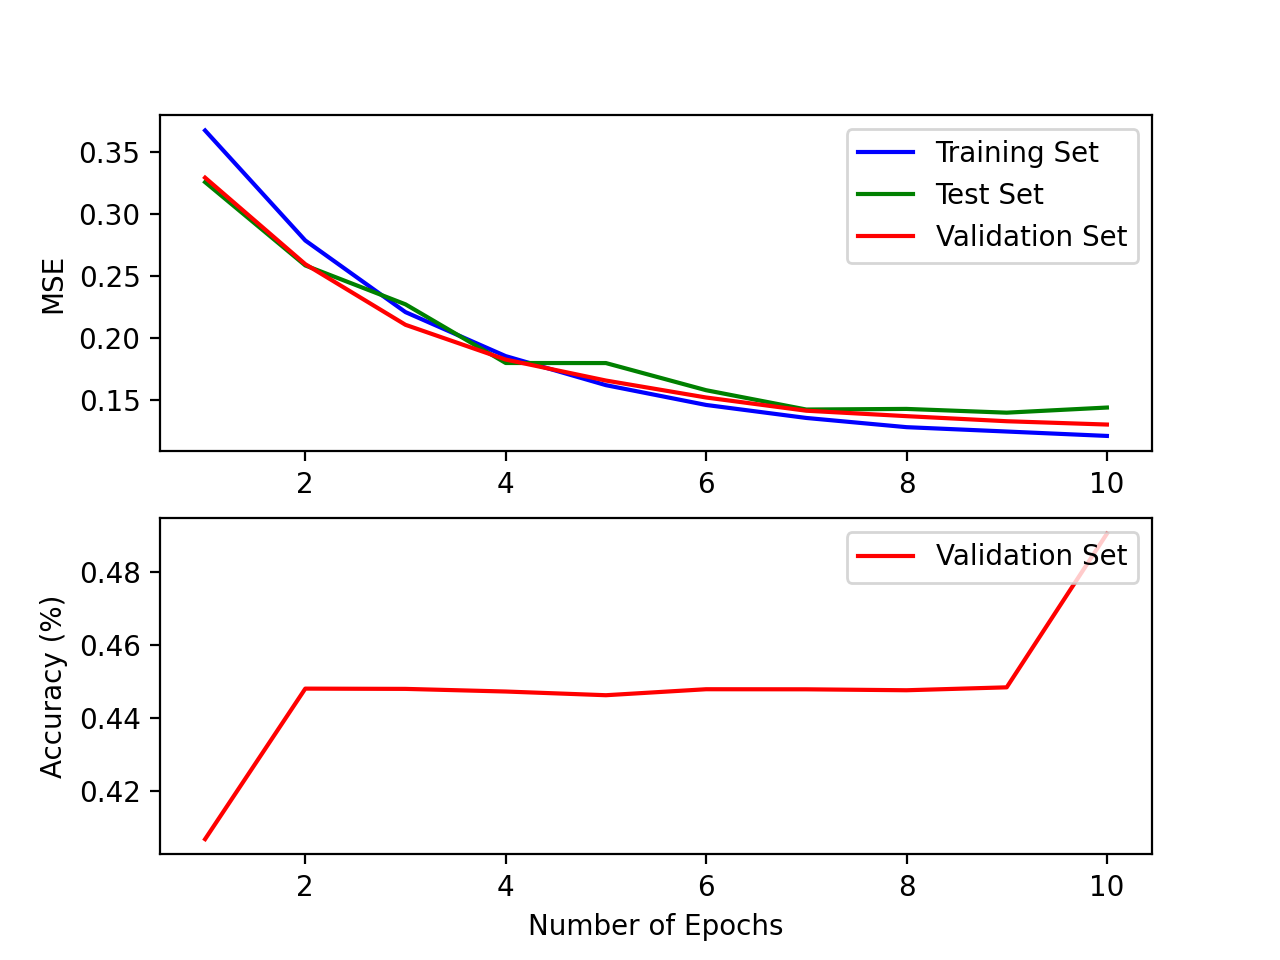 0.35
0.30
0.25
0.20
0.15
MSE
Training Set
Test Set
Validation Set
2 4 6 8 10
0.48
0.46
0.44
0.42
Accuracy (%)
Validation Set
2 4 6 8 10
Number of Epochs